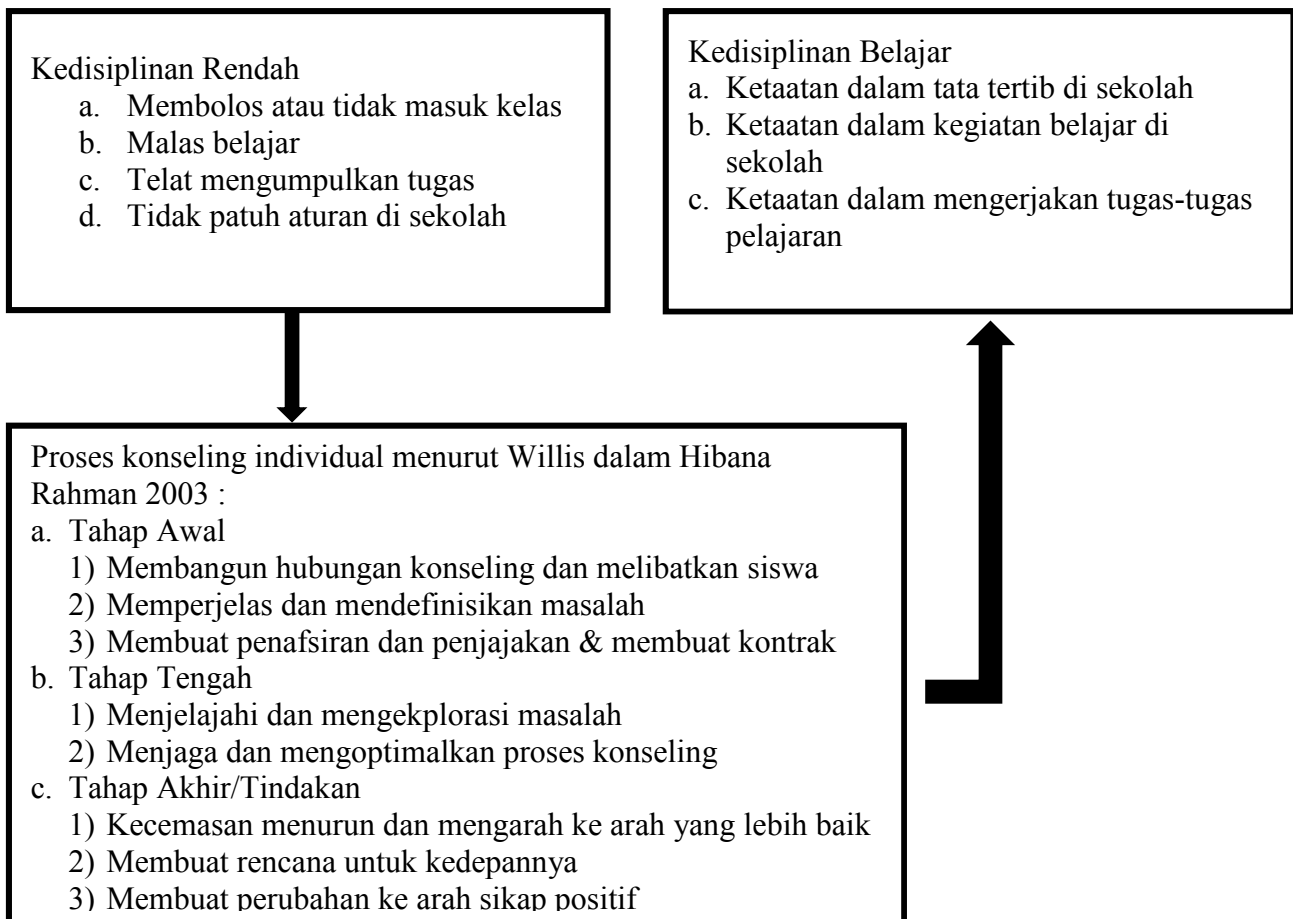 Kedisiplinan Rendah
a. Membolos atau tidak masuk kelas
b. Malas belajar
c. Telat mengumpulkan tugas
d. Tidak patuh aturan di sekolah
Kedisiplinan Belajar
a. Ketaatan dalam tata tertib di sekolah
b. Ketaatan dalam kegiatan belajar di
sekolah
c. Ketaatan dalam mengerjakan tugas-tugas
pelajaran
Proses konseling individual menurut Willis dalam Hibana
Rahman 2003 :
a. Tahap Awal
1) Membangun hubungan konseling dan melibatkan siswa
2) Memperjelas dan mendefinisikan masalah
3) Membuat penafsiran dan penjajakan & membuat kontrak
b. Tahap Tengah
1) Menjelajahi dan mengekplorasi masalah
2) Menjaga dan mengoptimalkan proses konseling
c. Tahap Akhir/Tindakan
1) Kecemasan menurun dan mengarah ke arah yang lebih baik
2) Membuat rencana untuk kedepannya
3) Membuat perubahan ke arah sikap positif